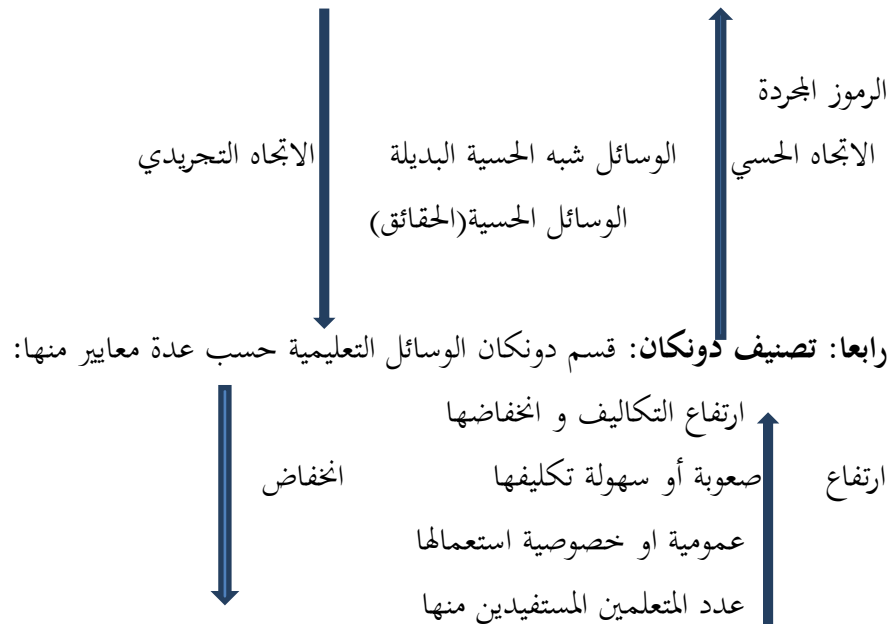 الرموز المجردة
الاتجاه الحسي الوسائل شبه الحسية البديلة الاتجاه التجريدي
الوسائل الحسية(الحقائق)
رابعا: تصنيف دونكان: قسم دونكان الوسائل التعليمية حسب عدة معايير منها:
ارتفاع التكاليف و انخفاضها
ارتفاع صعوبة أو سهولة تكليفها انخفاض
عمومية او خصوصية استعمالها
عدد المتعلمين المستفيدين منها